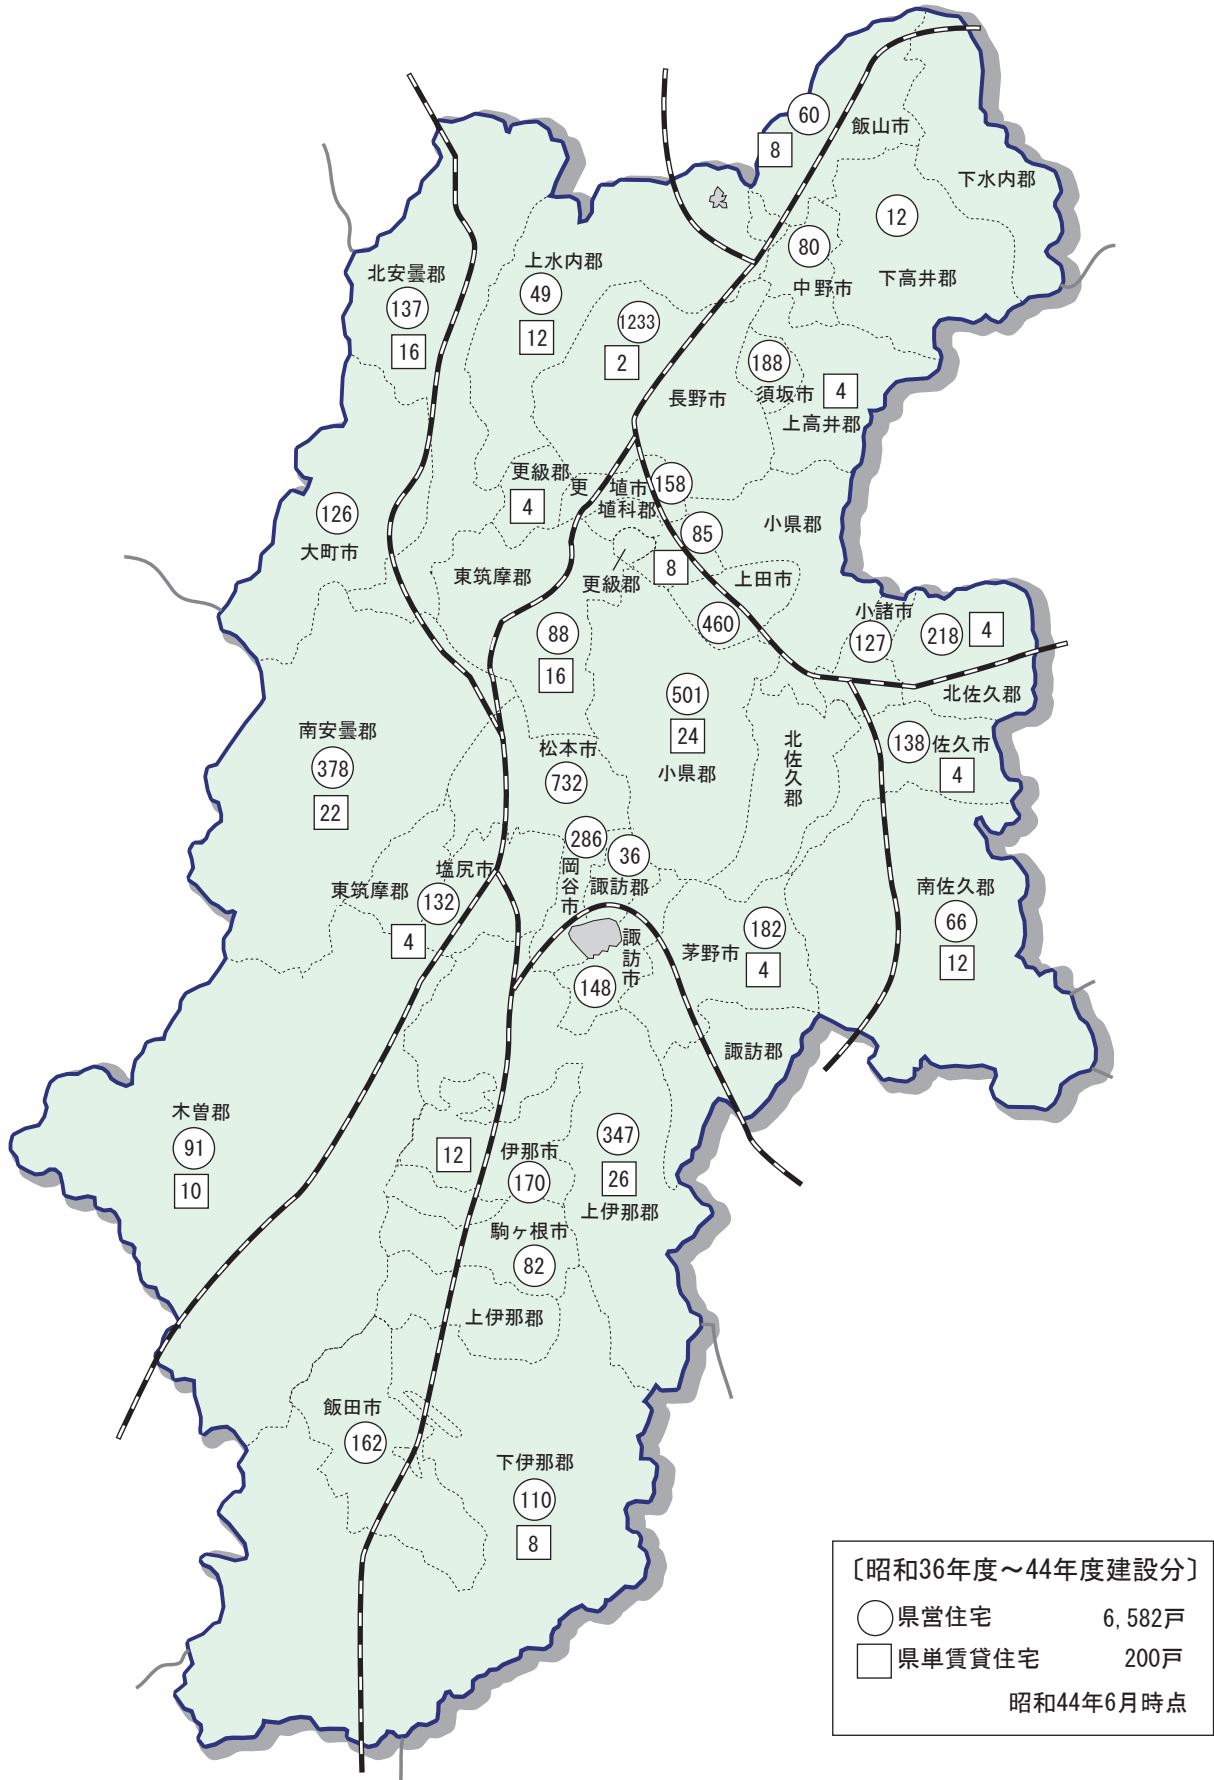 60
飯山市
8
下水内郡
12
80
下高井郡
中野市
上水内郡
49
12
北安曇郡
137
16
1233
2
188
須坂市
4
上高井郡
長野市
更級郡
4
更
埴市
埴科郡
158
85
小県郡
126
大町市
東筑摩郡
更級郡
8
上田市
460
小諸市
127
218
4
北佐久郡
88
16
501
24
小県郡
北佐久郡
138
佐久市
4
南安曇郡
378
22
松本市
732
286
岡谷市
36
諏訪郡
塩尻市
東筑摩郡
132
4
諏訪市
148
茅野市
182
4
南佐久郡
66
12
諏訪郡
木曽郡
91
10
12
伊那市
170
347
26
上伊那郡
駒ヶ根市
82
上伊那郡
飯田市
162
下伊那郡
110
8
〔昭和36年度～44年度建設分〕
県営住宅 6,582戸
県単賃貸住宅 200戸
昭和44年6月時点